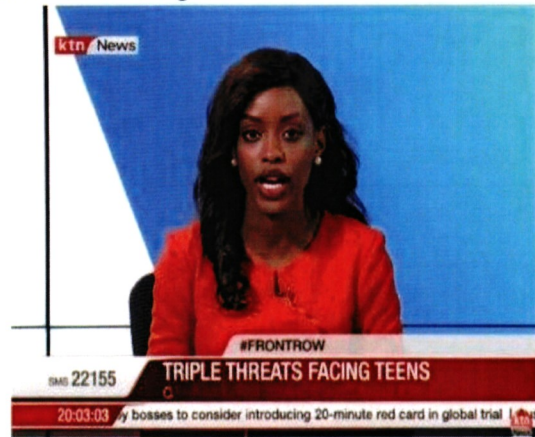 ktn News
#FRONTROW
SMS 22155
TRIPLE THREATS FACING TEENS
20:03:03 y bosses to consider introducing 20-minute red card in global trial
ktn